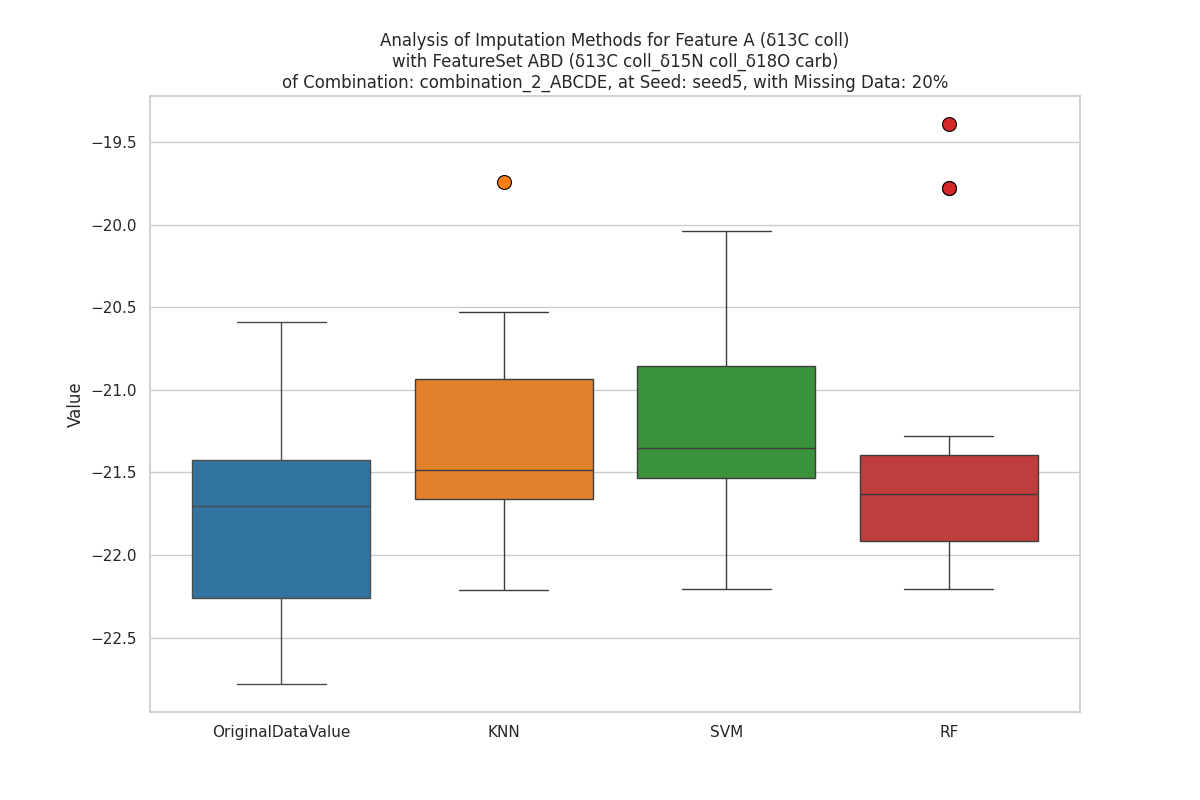 Analysis of Imputation Methods for Feature A (δ13C coll)
with FeatureSet ABD (δ13C coll_δ15N coll_δ18O carb)
of Combination: combination_2_ABCDE, at Seed: seed5, with Missing Data: 20%
−19.5
−20.0
−20.5
−21.0
−21.5
−22.0
−22.5
Value
OriginalDataValue
KNN
SVM
RF